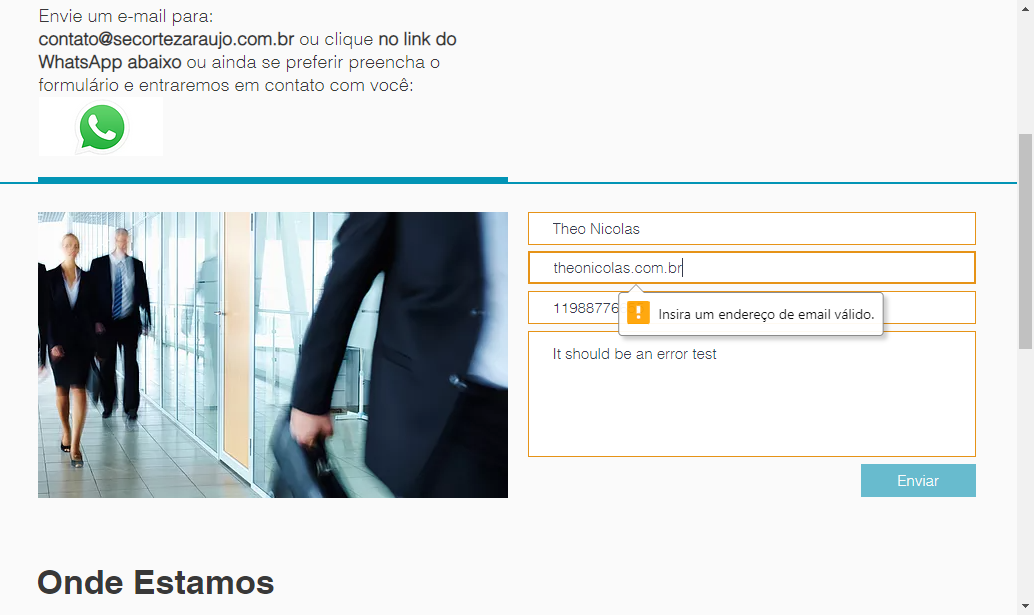 Envie um e-mail para:
contato@secortezaraujo.com.br ou clique no link do
WhatsApp abaixo ou ainda se preferir preencha o
formulário e entraremos em contato com você:
Theo Nicolas
theonicolas.com.br
1198877
Insira um endereço de email válido.
It should be an error test
Enviar
Onde Estamos